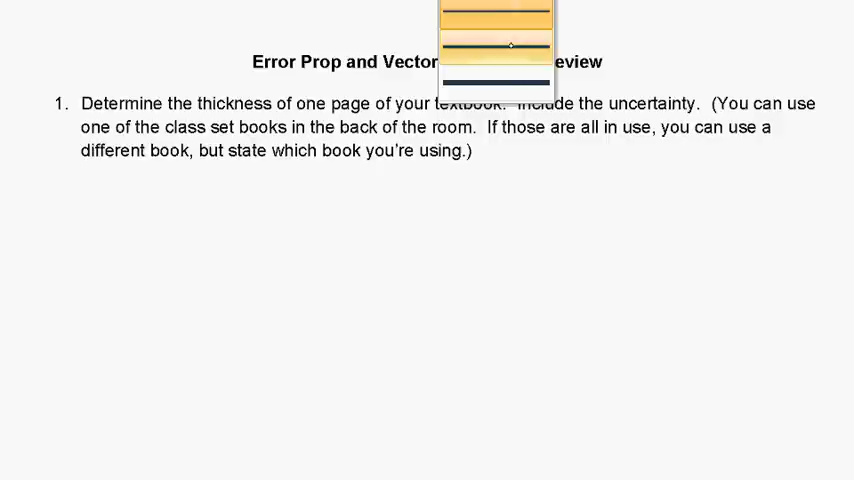 Error Prop and Vector eview
1. Determine the thickness of one page of your textbook. Include the uncertainty. (You can use
one of the class set books in the back of the room. If those are all in use, you can use a
different book, but state which book you're using.)